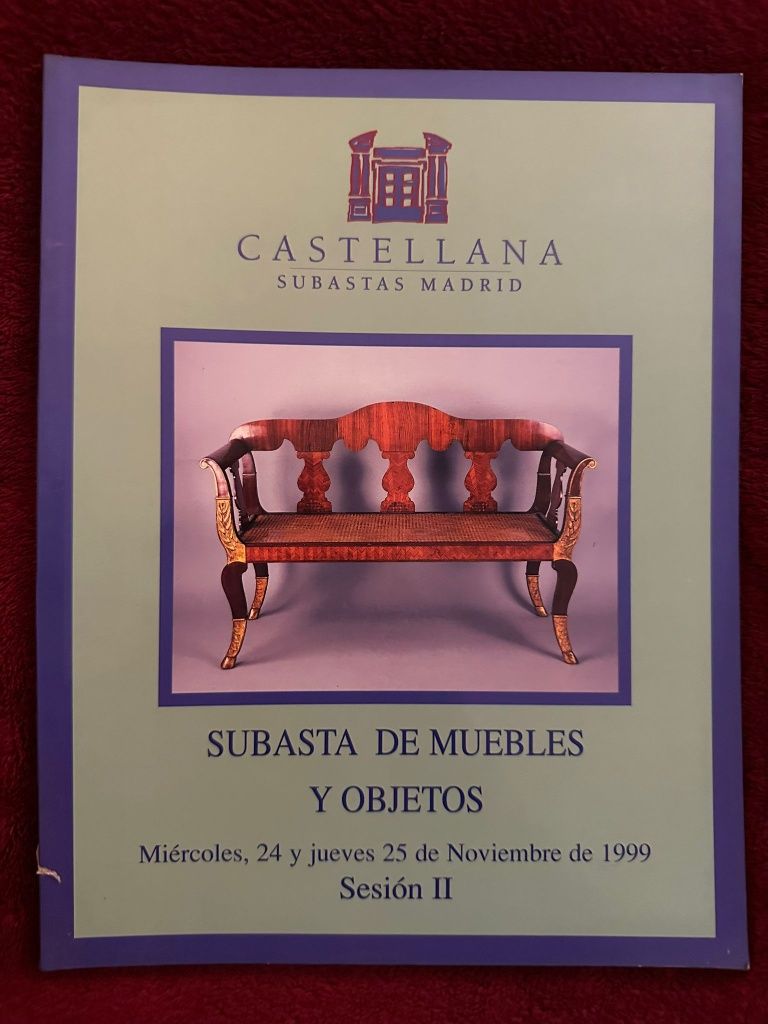 CASTELLANA
SUBASTAS MADRID
SUBASTA DE MUEBLES
Y OBJETOS
Miércoles, 24 y jueves 25 de Noviembre de 1999
Sesión II